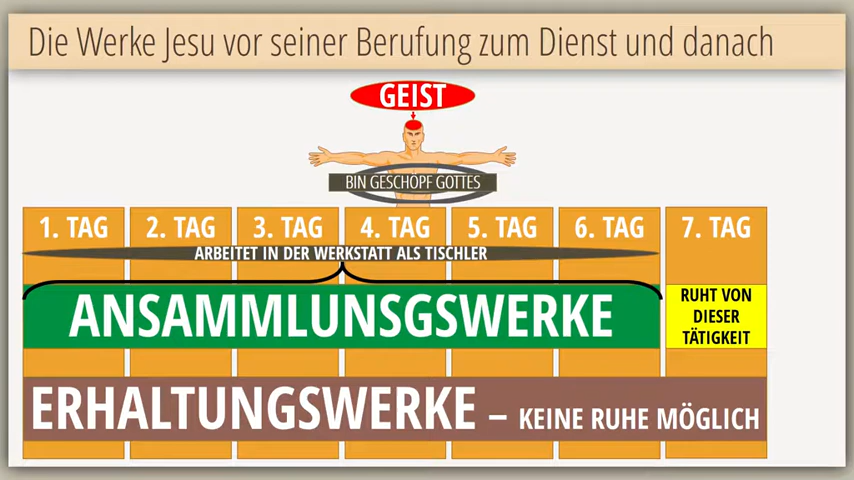 Die Werke Jesu vor seiner Berufung zum Dienst und danach
GEIST
BIN GESCHÖPF GOTTES
1. TAG 2. TAG 3. TAG 4. TAG 5. TAG 6. TAG 7. TAG
ARBEITET IN DER WERKSTATT ALS TISCHLER
ANSAMMLUNSGSWERKE
RUHT VON
DIESER
TÄTIGKEIT
ERHALTUNGSWERKE – KEINE RUHE MÖGLICH